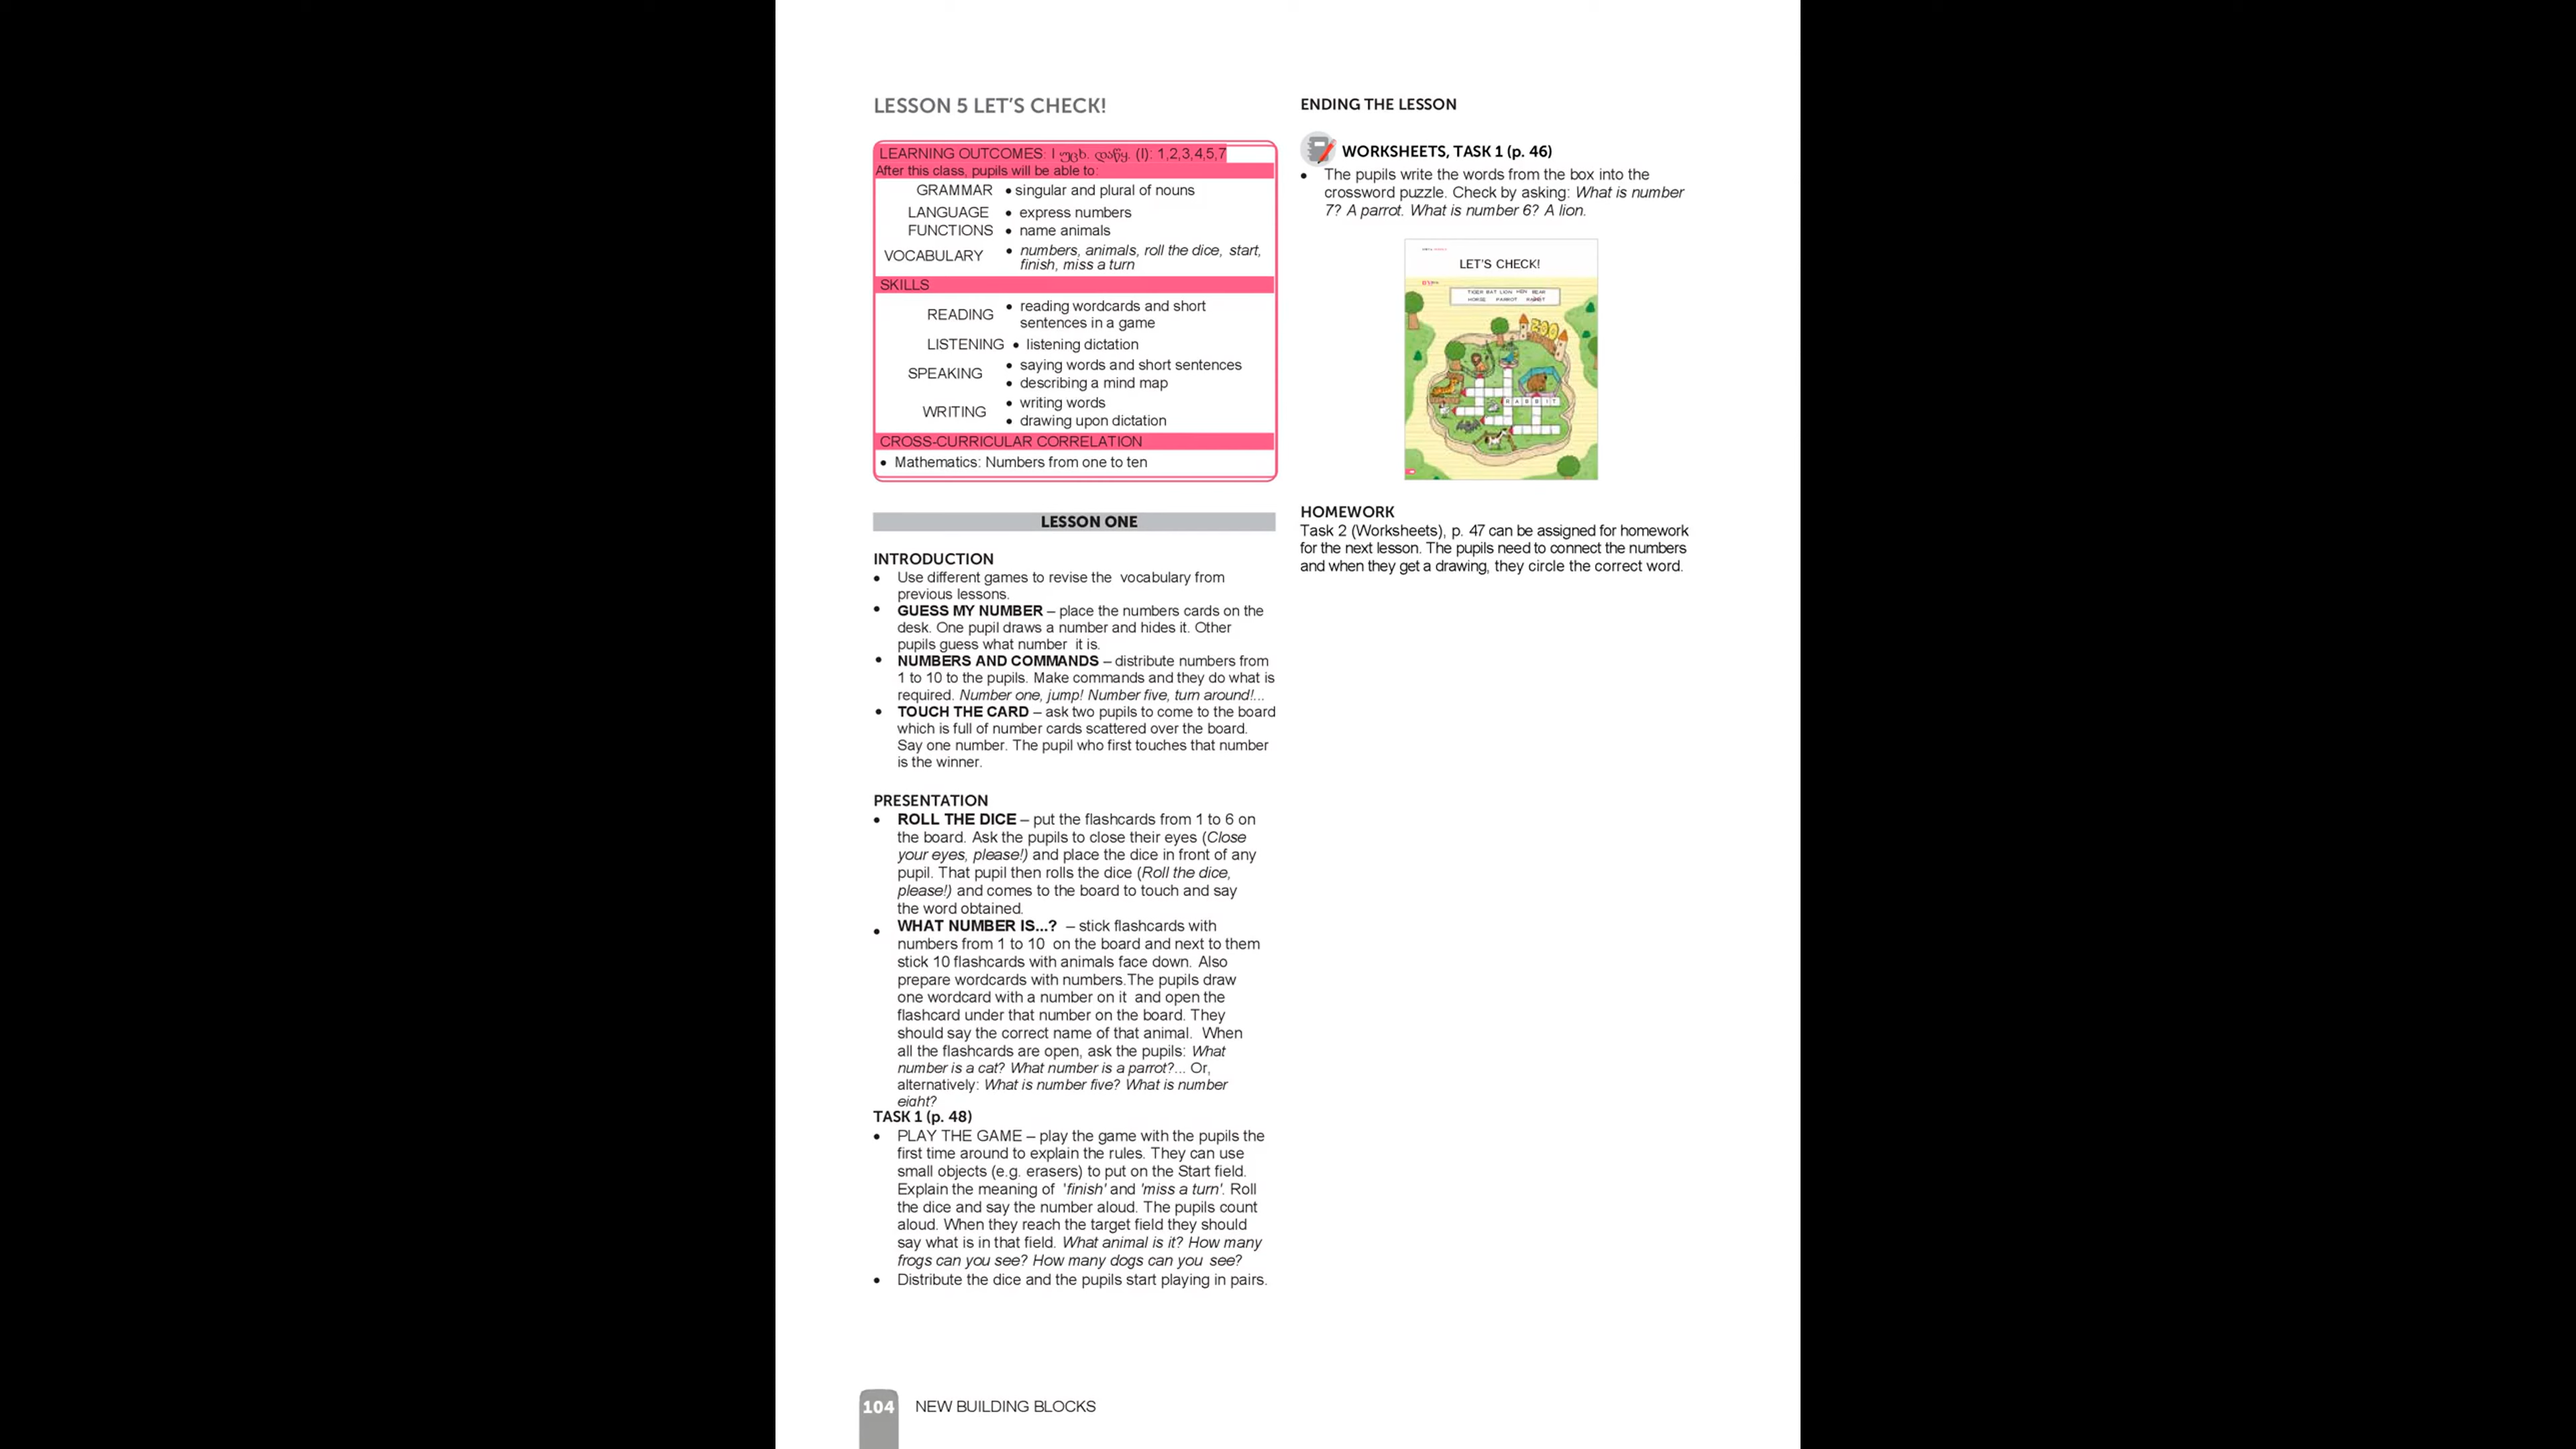 LESSON 5 LET'S CHECK!
LEARNING OUTCOMES: I უცხ. დაწყ. (I): 1,2,3,4,5,7
After this class, pupils will be able to:
GRAMMAR • singular and plural of nouns
LANGUAGE FUNCTIONS
• express numbers
• name animals
VOCABULARY
• numbers, animals, roll the dice, start,
finish, miss a turn
SKILLS
READING
• reading wordcards and short
sentences in a game
LISTENING • listening dictation
SPEAKING
• saying words and short sentences
• describing a mind map
WRITING
• writing words
• drawing upon dictation
CROSS-CURRICULAR CORRELATION
• Mathematics: Numbers from one to ten
LESSON ONE
INTRODUCTION
• Use different games to revise the vocabulary from
previous lessons.
• GUESS MY NUMBER – place the numbers cards on the
desk. One pupil draws a number and hides it. Other
pupils guess what number it is.
• NUMBERS AND COMMANDS – distribute numbers from
1 to 10 to the pupils. Make commands and they do what is
required. Number one, jump! Number five, turn around!...
• TOUCH THE CARD – ask two pupils to come to the board
which is full of number cards scattered over the board.
Say one number. The pupil who first touches that number
is the winner.
PRESENTATION
• ROLL THE DICE – put the flashcards from 1 to 6 on
the board. Ask the pupils to close their eyes (Close
your eyes, please!) and place the dice in front of any
pupil. That pupil then rolls the dice (Roll the dice,
please!) and comes to the board to touch and say
the word obtained.
• WHAT NUMBER IS...? – stick flashcards with
numbers from 1 to 10 on the board and next to them
stick 10 flashcards with animals face down. Also
prepare wordcards with numbers.The pupils draw
one wordcard with a number on it and open the
flashcard under that number on the board. They
should say the correct name of that animal. When
all the flashcards are open, ask the pupils: What
number is a cat? What number is a parrot?... Or,
alternatively: What is number five? What is number
eight?
TASK 1 (p. 48)
• PLAY THE GAME – play the game with the pupils the
first time around to explain the rules. They can use
small objects (e.g. erasers) to put on the Start field.
Explain the meaning of 'finish' and 'miss a turn'. Roll
the dice and say the number aloud. The pupils count
aloud. When they reach the target field they should
say what is in that field. What animal is it? How many
frogs can you see? How many dogs can you see?
• Distribute the dice and the pupils start playing in pairs.
ENDING THE LESSON
WORKSHEETS, TASK 1 (p. 46)
• The pupils write the words from the box into the
crossword puzzle. Check by asking: What is number
7? A parrot. What is number 6? A lion.
LET'S CHECK!
TIGER BAT LION HEN BEAR
HORSE PARROT RABBIT
ZOO
RABBIT
HOMEWORK
Task 2 (Worksheets), p. 47 can be assigned for homework
for the next lesson. The pupils need to connect the numbers
and when they get a drawing, they circle the correct word.
104 NEW BUILDING BLOCKS